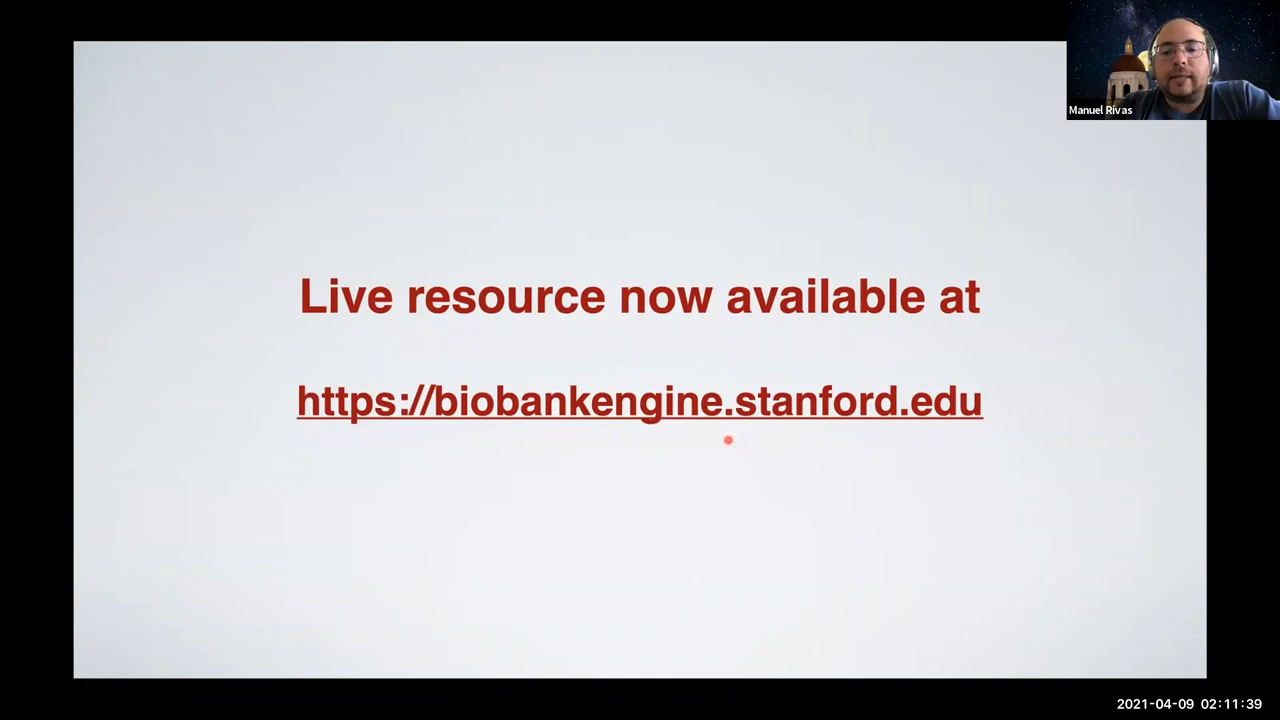 Manuel Rivas
Live resource now available at
https://biobankengine.stanford.edu
2021-04-09 02:11:39